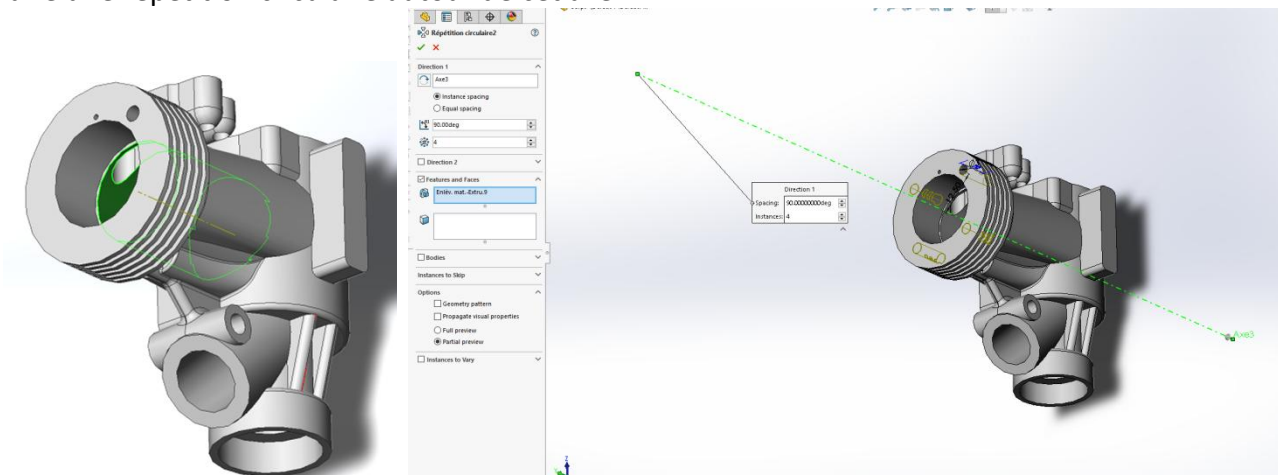 Répétition circulaire2
Direction 1
Axe3
Instance spacing
Equal spacing
90.00deg
4
Direction 2
Features and Faces
Enlèv. mat.-Extru.9
Bodies
Instances to Skip
Options
Geometry pattern
Propagate visual properties
Full preview
Partial preview
Instances to Vary
Direction 1
Spacing: 90.00000000deg
Instances: 4
Axe3
Z